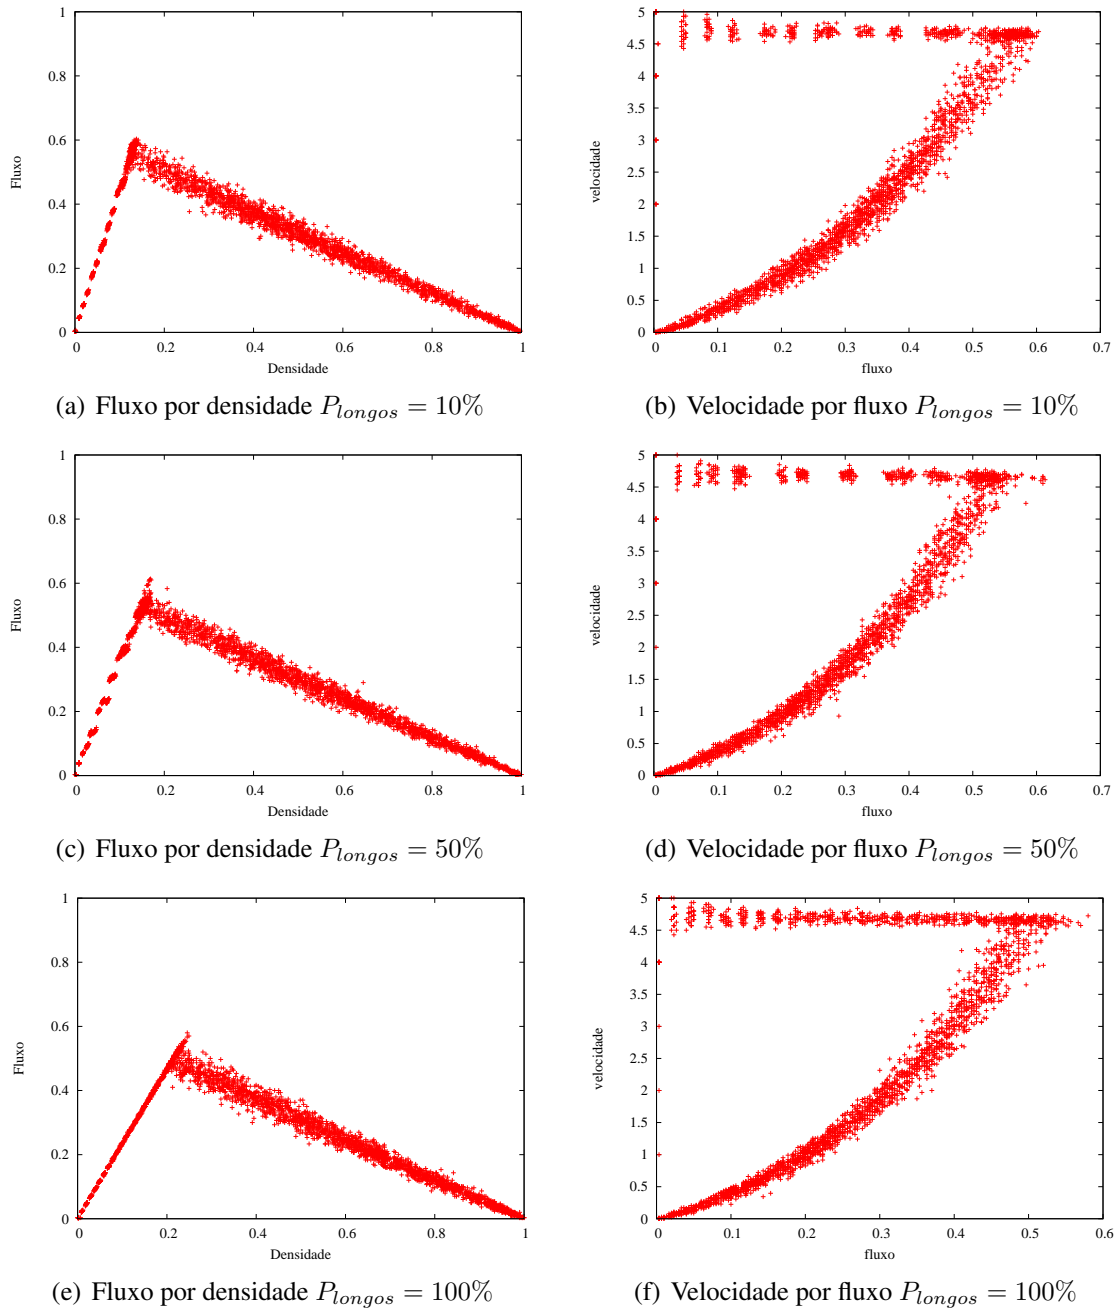 1
0.8
0.6
0.4
0.2
0
Fluxo
0 0.2 0.4 0.6 0.8 1
Densidade
(a) Fluxo por densidade P_longos = 10%
5
4.5
4
3.5
3
2.5
2
1.5
1
0.5
0
velocidade
0 0.1 0.2 0.3 0.4 0.5 0.6 0.7
fluxo
(b) Velocidade por fluxo P_longos = 10%
1
0.8
0.6
0.4
0.2
0
Fluxo
0 0.2 0.4 0.6 0.8 1
Densidade
(c) Fluxo por densidade P_longos = 50%
5
4.5
4
3.5
3
2.5
2
1.5
1
0.5
0
velocidade
0 0.1 0.2 0.3 0.4 0.5 0.6 0.7
fluxo
(d) Velocidade por fluxo P_longos = 50%
1
0.8
0.6
0.4
0.2
0
Fluxo
0 0.2 0.4 0.6 0.8 1
Densidade
(e) Fluxo por densidade P_longos = 100%
5
4.5
4
3.5
3
2.5
2
1.5
1
0.5
0
velocidade
0 0.1 0.2 0.3 0.4 0.5 0.6
fluxo
(f) Velocidade por fluxo P_longos = 100%